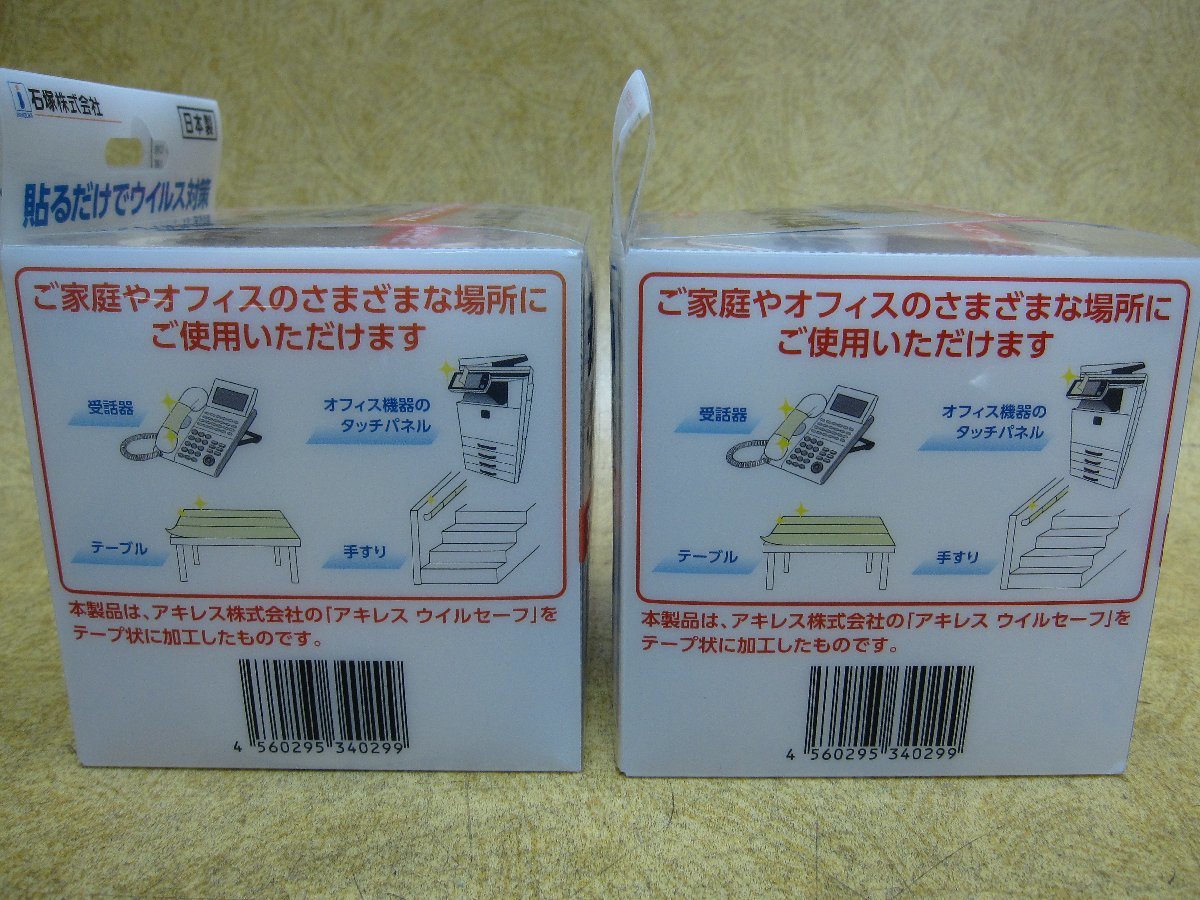 石塚株式会社
日本製
貼るだけでウイルス対策
ご家庭やオフィスのさまざまな場所に
ご使用いただけます
受話器
オフィス機器の
タッチパネル
テーブル
手すり
本製品は、アキレス株式会社の「アキレス ウイルセーフ」を
テープ状に加工したものです。
4 560295 340299
ご家庭やオフィスのさまざまな場所に
ご使用いただけます
受話器
オフィス機器の
タッチパネル
テーブル
手すり
本製品は、アキレス株式会社の「アキレス ウイルセーフ」を
テープ状に加工したものです。
4 560295 340299